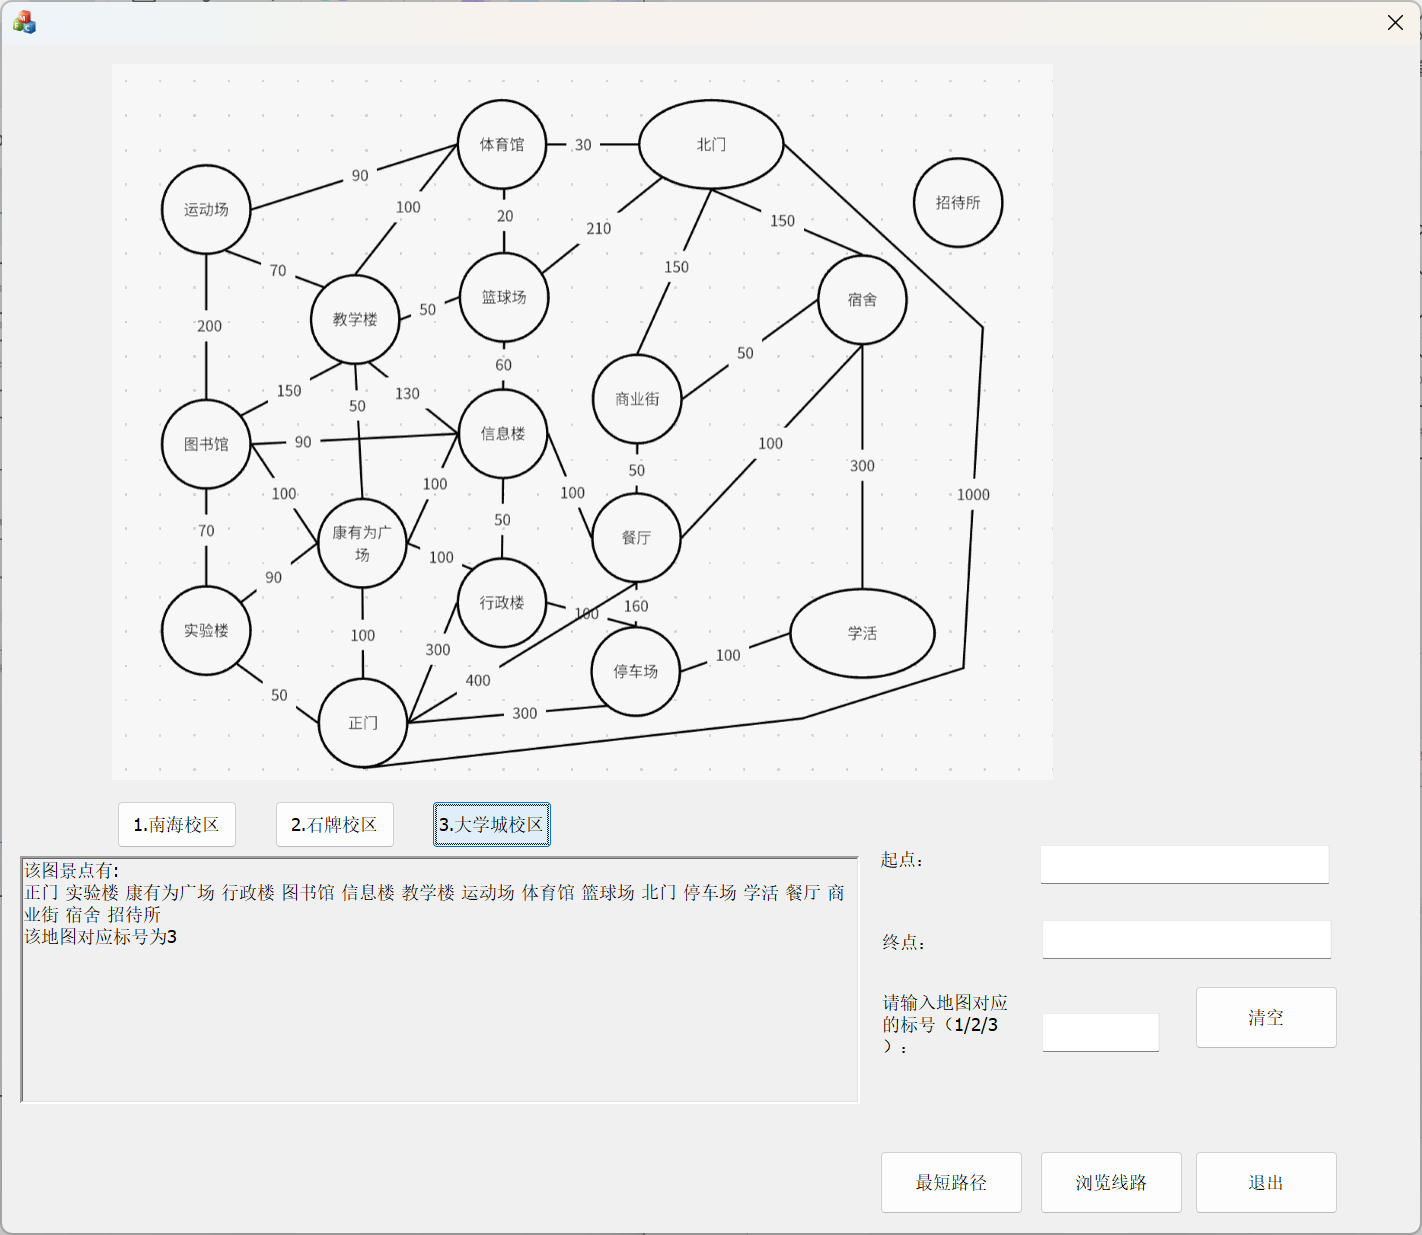 体育馆
30
北门
90
运动场
100
招待所
20
150
210
70
150
篮球场
宿舍
50
教学楼
200
50
60
150
130
商业街
50
信息楼
图书馆
90
100
300
50
100
100
100
1000
70
50
康有为广
场
餐厅
100
90
行政楼
160
100
实验楼
100
学活
300
100
停车场
400
50
300
正门
1.南海校区
2.石牌校区
3.大学城校区
该图景点有:
正门 实验楼 康有为广场 行政楼 图书馆 信息楼 教学楼 运动场 体育馆 篮球场 北门 停车场 学活 餐厅 商
业街 宿舍 招待所
该地图对应标号为3
起点：
终点：
请输入地图对应
的标号（1/2/3
）：
清空
最短路径
浏览线路
退出